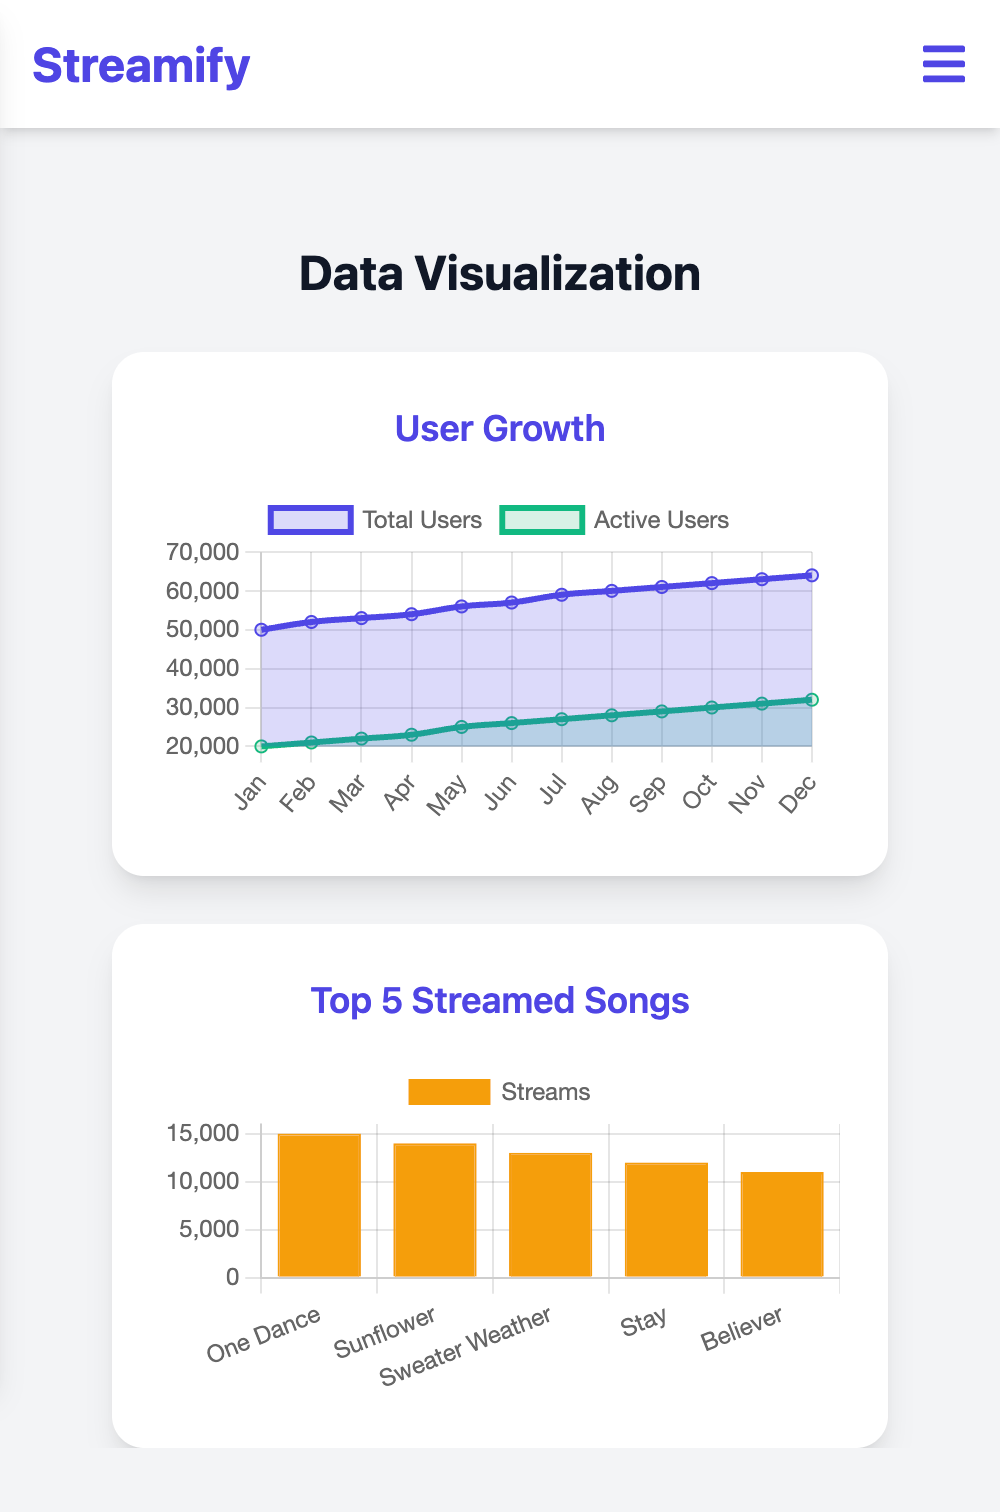 Streamify
Data Visualization
User Growth
Total Users Active Users
70,000
60,000
50,000
40,000
30,000
20,000
Jan Feb Mar Apr May Jun Jul Aug Sep Oct Nov Dec
Top 5 Streamed Songs
Streams
15,000
10,000
5,000
0
One Dance Sunflower Sweater Weather Stay Believer